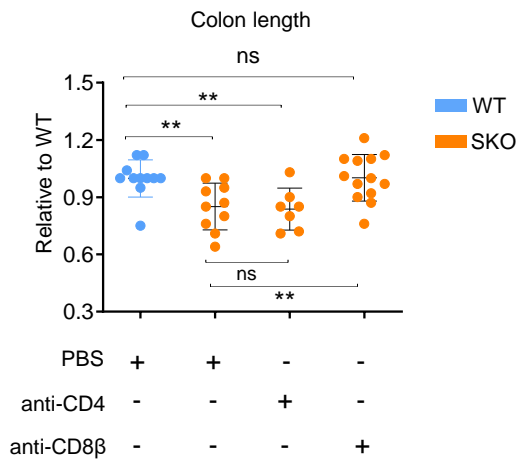 Colon length
ns
1.5
**
WT
**
SKO
1.2
Relative to WT
0.9
0.6
ns
**
0.3
PBS + + - -
anti-CD4 - - + -
anti-CD8β - - - +